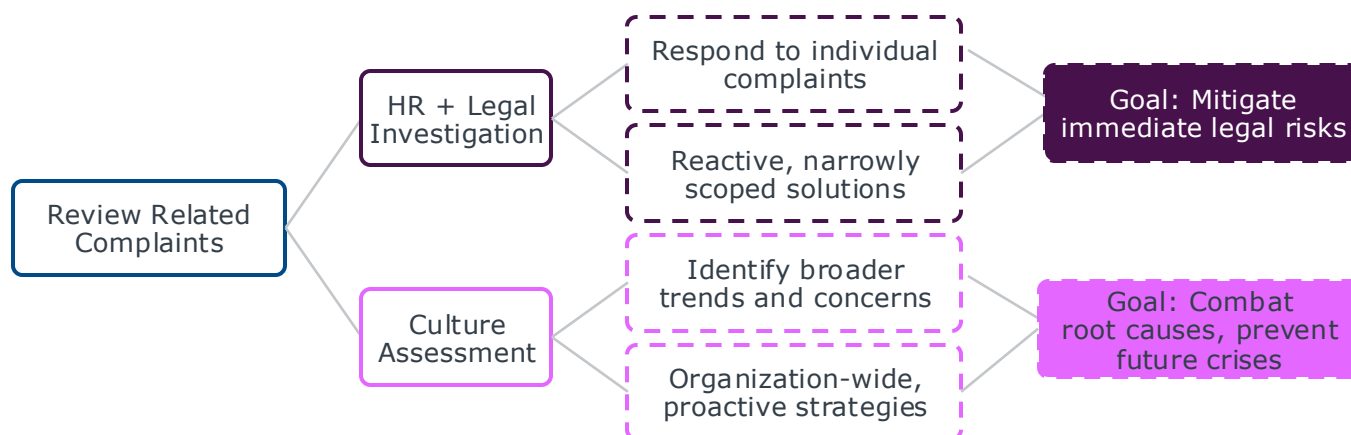 Review Related
Complaints
HR + Legal
Investigation
Respond to individual
complaints
Reactive, narrowly
scoped solutions
Goal: Mitigate
immediate legal risks
Culture
Assessment
Identify broader
trends and concerns
Organization-wide,
proactive strategies
Goal: Combat
root causes, prevent
future crises